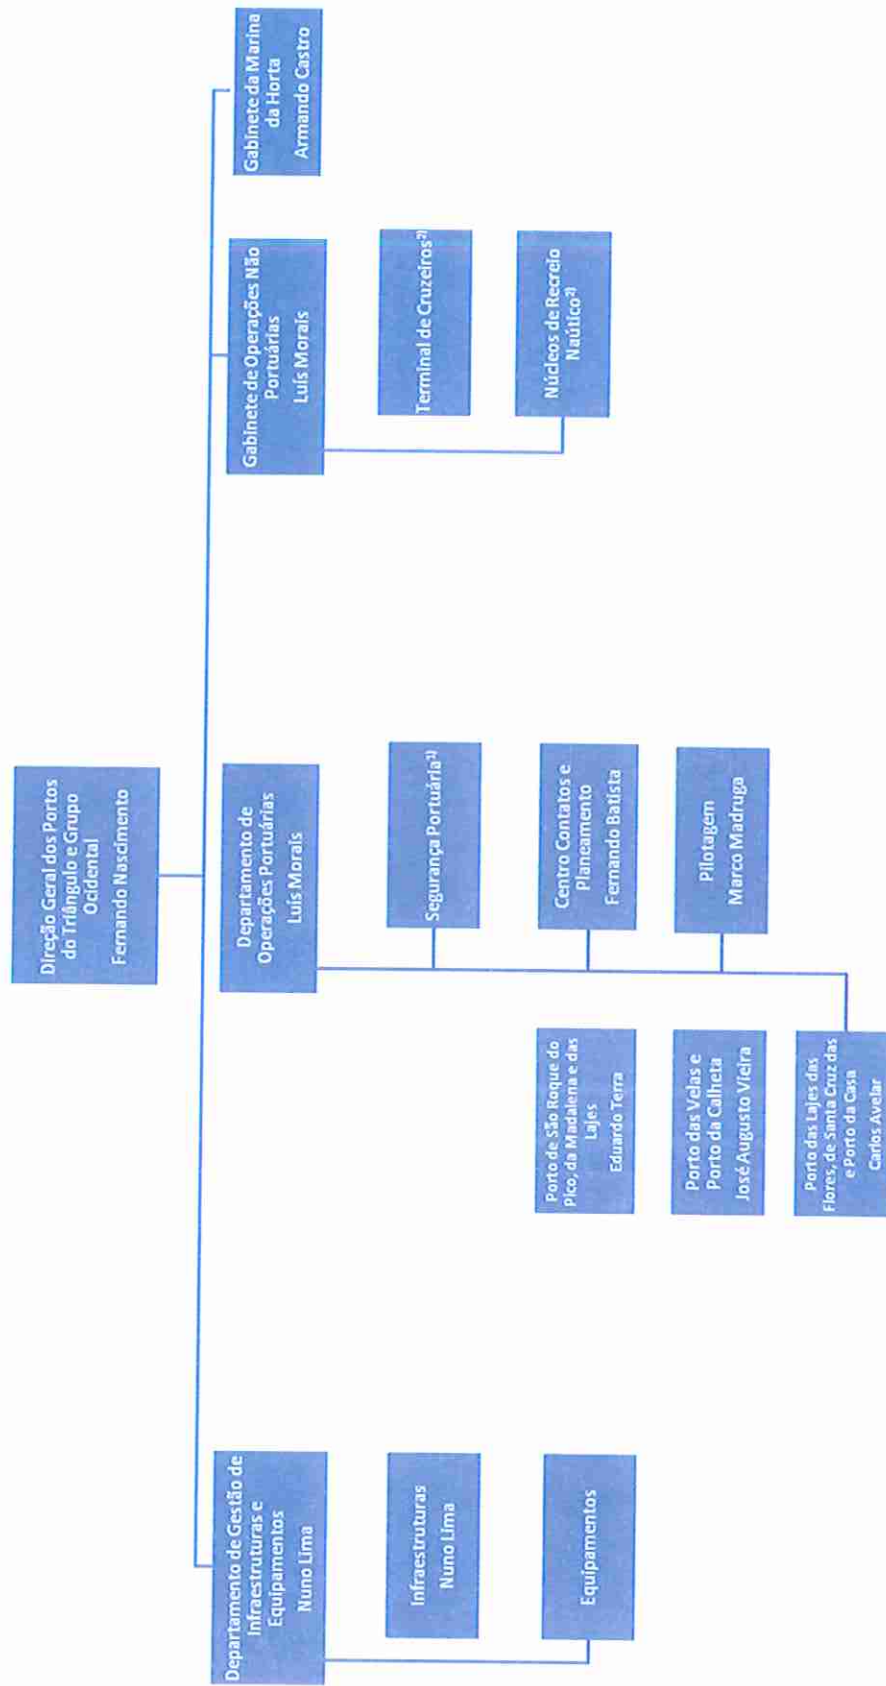 Direção Geral dos Portos
do Triângulo e Grupo
Ocidental
Fernando Nascimento
Departamento de Gestão de
Infraestruturas e
Equipamentos
Nuno Lima
Infraestruturas
Nuno Lima
Equipamentos
Departamento de
Operações Portuárias
Luís Morais
Segurança Portuária¹⁾
Centro Contatos e
Planeamento
Fernando Batista
Pilotagem
Marco Madruga
Porto de São Roque do
Pico, da Madalena e das
Lajes
Eduardo Terra
Porto das Velas e
Porto da Calheta
José Augusto Vieira
Porto das Lajes das
Flores, de Santa Cruz das
e Porto da Casa
Carlos Avelar
Gabinete de Operações Não
Portuárias
Luís Morais
Terminal de Cruzeiros²⁾
Núcleos de Recreio
Naútico²⁾
Gabinete da Marina
da Horta
Armando Castro